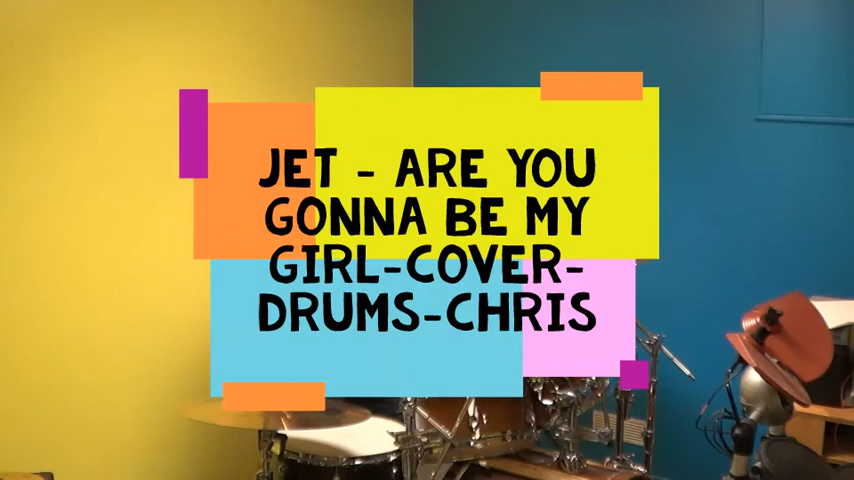 JET - ARE YOU
GONNA BE MY
GIRL-COVER-
DRUMS-CHRIS